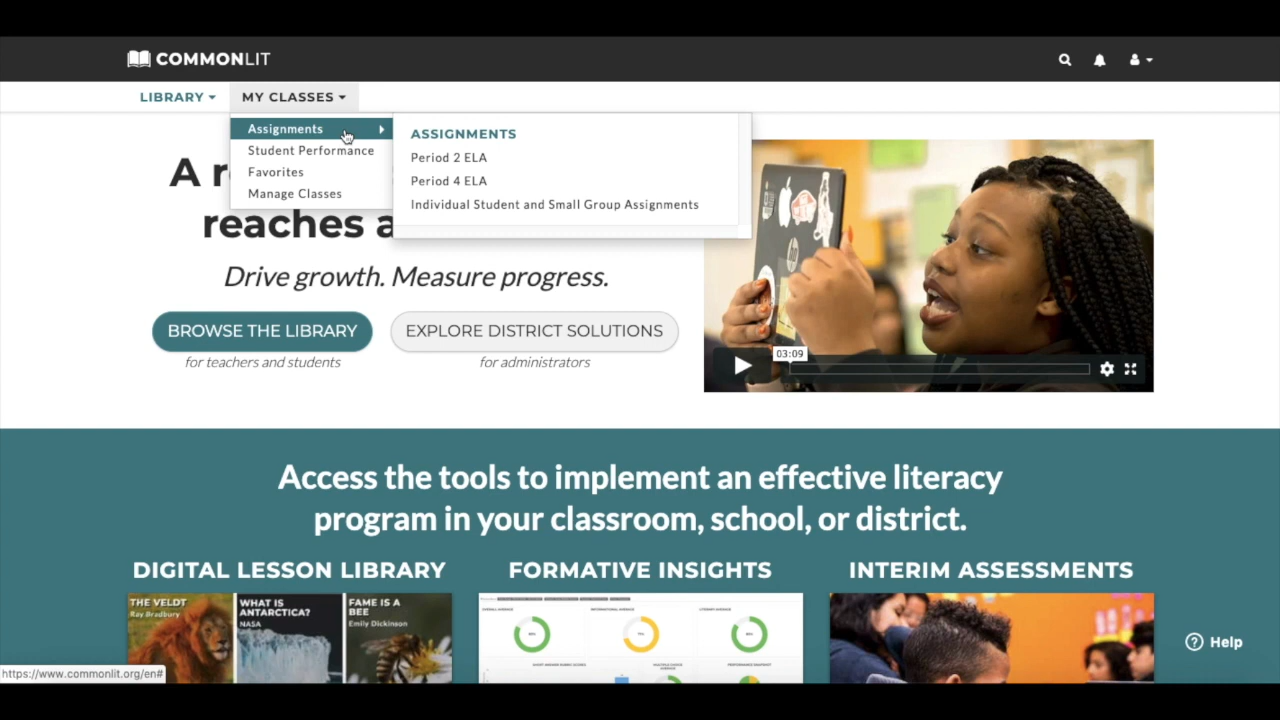 COMMONLIT
LIBRARY
MY CLASSES
Assignments
Student Performance
Favorites
Manage Classes
ASSIGNMENTS
Period 2 ELA
Period 4 ELA
Individual Student and Small Group Assignments
A
reaches
Drive growth. Measure progress.
BROWSE THE LIBRARY
EXPLORE DISTRICT SOLUTIONS
for teachers and students
for administrators
03:09
Access the tools to implement an effective literacy
program in your classroom, school, or district.
DIGITAL LESSON LIBRARY
FORMATIVE INSIGHTS
INTERIM ASSESSMENTS
THE VELDT
Ray Bradbury
WHAT IS
ANTARCTICA?
NASA
FAME IS A
BEE
Emily Dickinson
Help
https://www.commonlit.org/en#